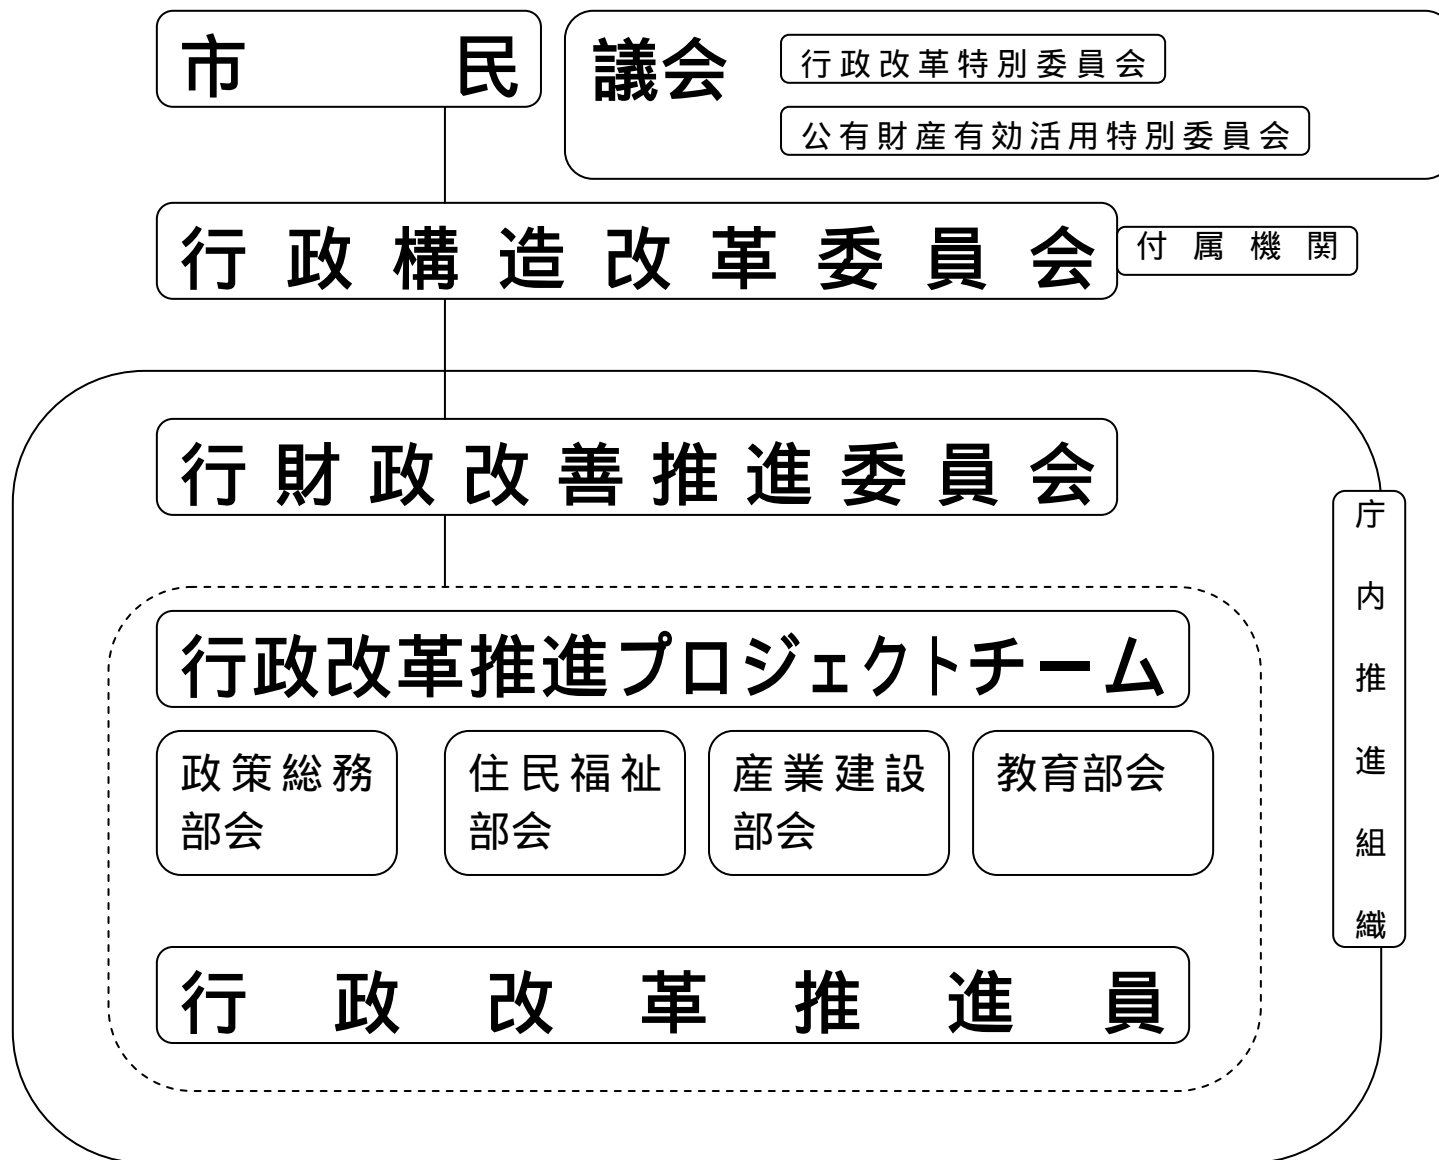 市民
議会
行政改革特別委員会
公有財産有効活用特別委員会
行政構造改革委員会
付属機関
行財政改善推進委員会
庁内推進組織
行政改革推進プロジェクトチーム
政策総務
部会
住民福祉
部会
産業建設
部会
教育部会
行政改革推進員